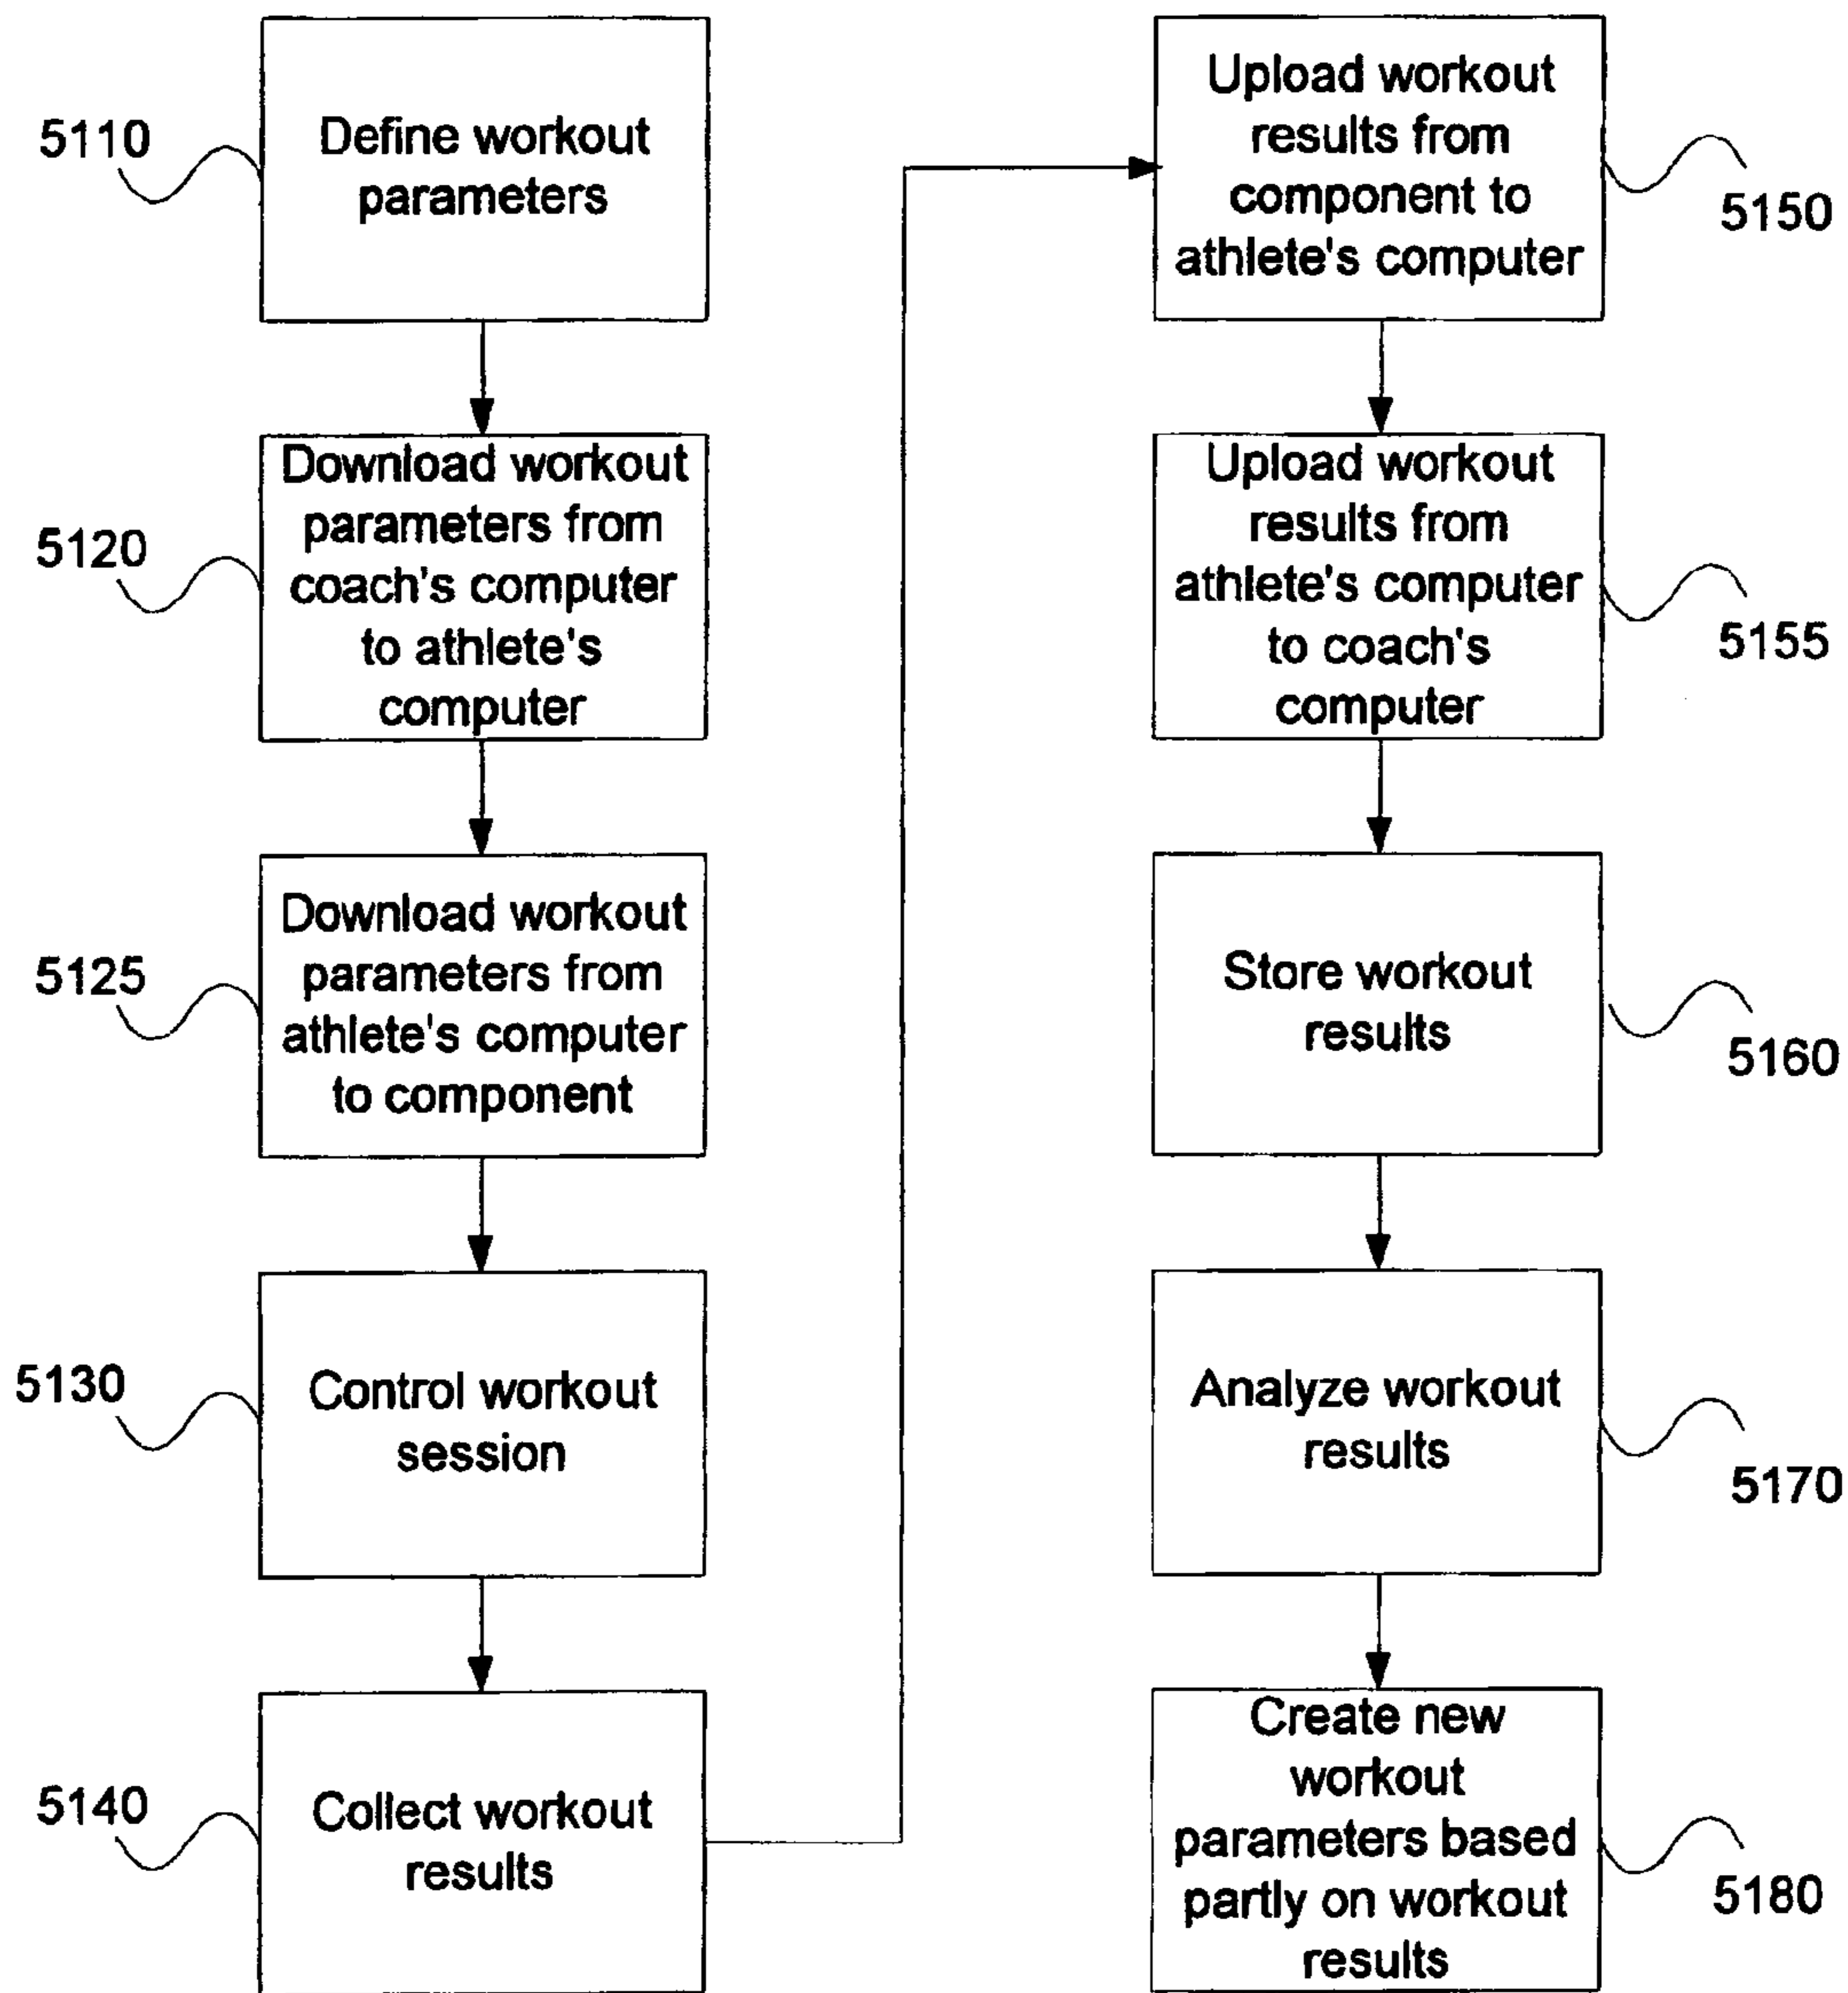 5110
Define workout
parameters
5120
Download workout
parameters from
coach's computer
to athlete's
computer
5125
Download workout
parameters from
athlete's computer
to component
5130
Control workout
session
5140
Collect workout
results
Upload workout
results from
component to
athlete's computer
5150
Upload workout
results from
athlete's computer
to coach's
computer
5155
Store workout
results
5160
Analyze workout
results
5170
Create new
workout
parameters based
partly on workout
results
5180